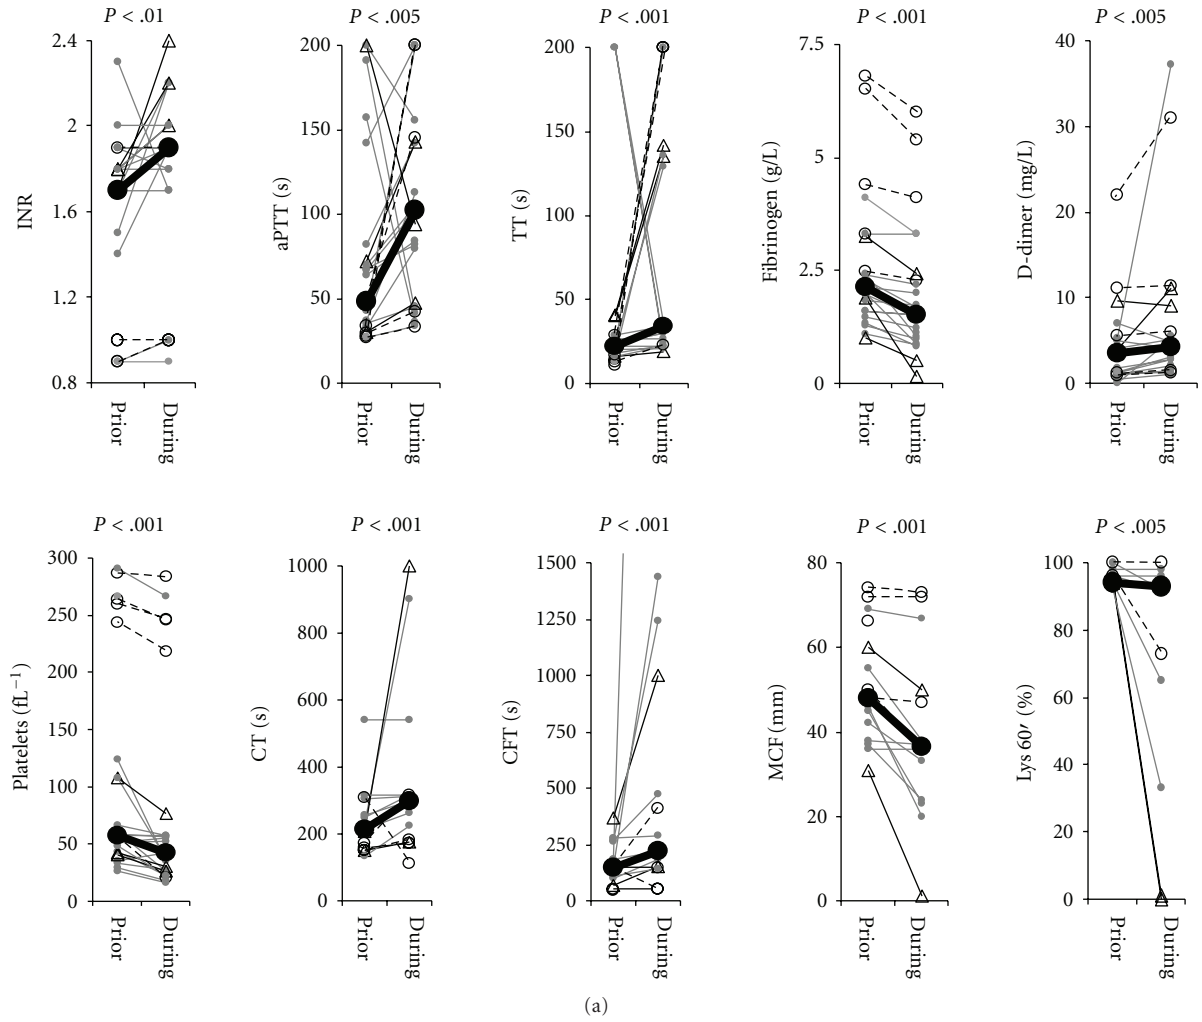 P < .01
2.4
2
1.6
1.2
0.8
INR
Prior
During
P < .005
200
150
100
50
0
aPTT (s)
Prior
During
P < .001
200
150
100
50
0
TT (s)
Prior
During
P < .001
7.5
5
2.5
0
Fibrinogen (g/L)
Prior
During
P < .005
40
30
20
10
0
D-dimer (mg/L)
Prior
During
P < .001
300
250
200
150
100
50
0
Platelets (fL−1)
Prior
During
P < .001
1000
800
600
400
200
0
CT (s)
Prior
During
P < .001
1500
1250
1000
750
500
250
0
CFT (s)
Prior
During
P < .001
80
60
40
20
0
MCF (mm)
Prior
During
P < .005
100
80
60
40
20
0
Lys 60′ (%)
Prior
During
(a)